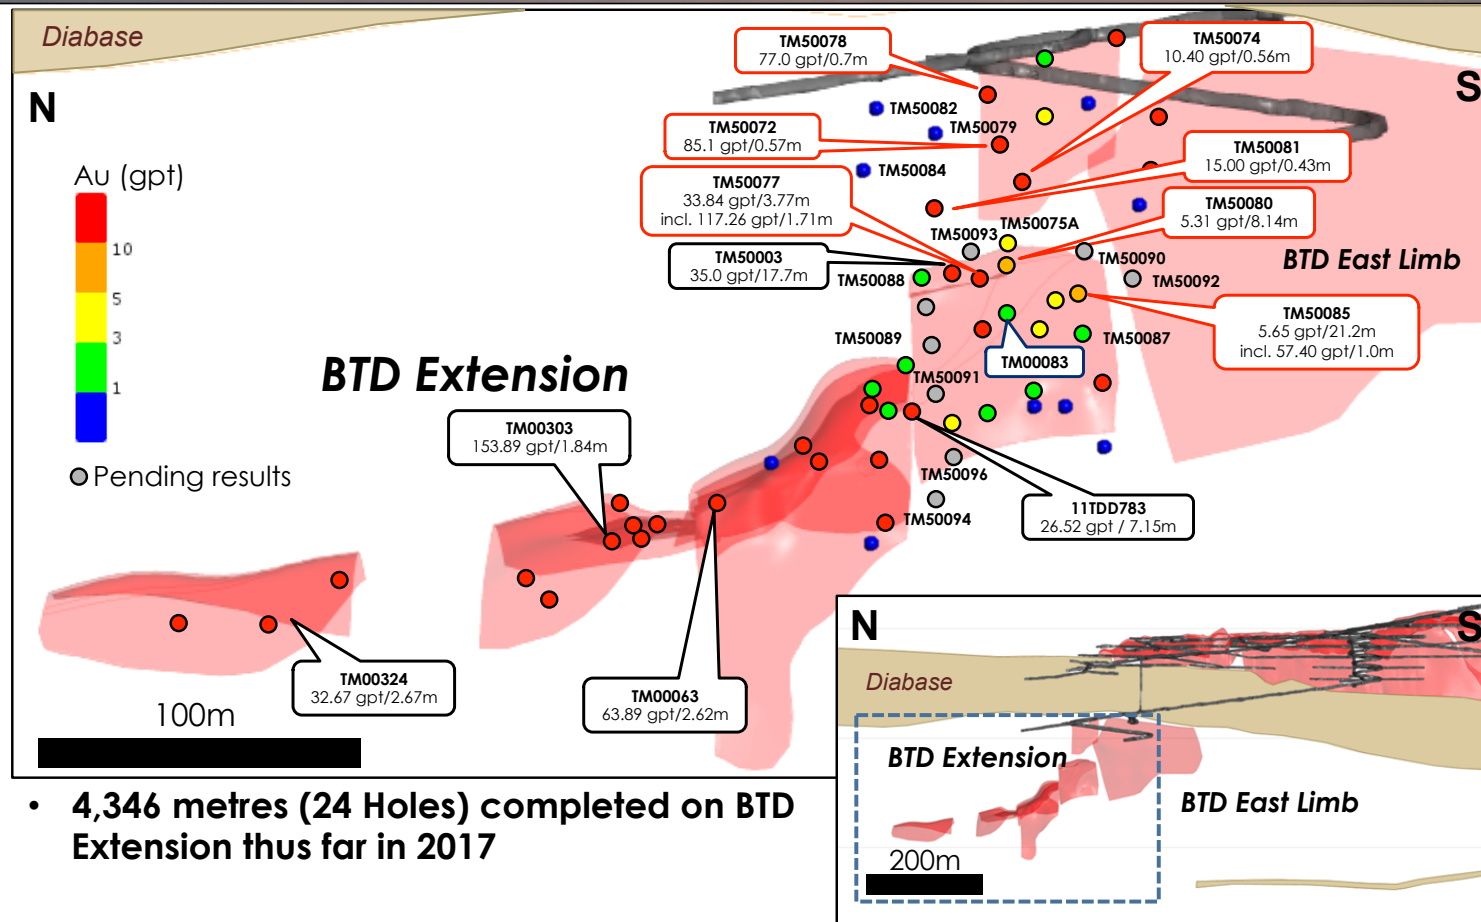 Diabase
N
S
Au (gpt)
10
5
3
1
Pending results
TM50078
77.0 gpt/0.7m
TM50074
10.40 gpt/0.56m
TM50082
TM50079
TM50072
85.1 gpt/0.57m
TM50084
TM50081
15.00 gpt/0.43m
TM50077
33.84 gpt/3.77m
incl. 117.26 gpt/1.71m
TM50080
5.31 gpt/8.14m
TM50075A
TM50093
TM50003
35.0 gpt/17.7m
TM50088
TM50090
TM50092
BTD East Limb
TM50085
5.65 gpt/21.2m
incl. 57.40 gpt/1.0m
TM50089
TM00083
TM50087
BTD Extension
TM50091
TM00303
153.89 gpt/1.84m
TM50096
TM50094
11TDD783
26.52 gpt / 7.15m
TM00324
32.67 gpt/2.67m
TM00063
63.89 gpt/2.62m
100m
N
S
Diabase
BTD Extension
BTD East Limb
200m
• 4,346 metres (24 Holes) completed on BTD
Extension thus far in 2017